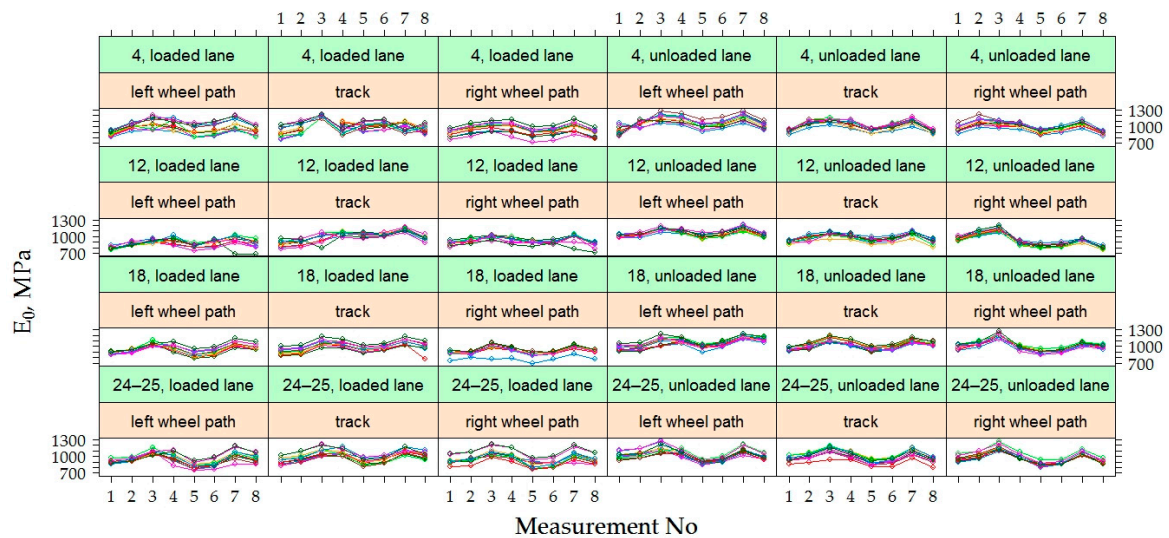 1 2 3 4 5 6 7 8 1 2 3 4 5 6 7 8 1 2 3 4 5 6 7 8
4, loaded lane 4, loaded lane 4, loaded lane 4, unloaded lane 4, unloaded lane 4, unloaded lane
left wheel path track right wheel path left wheel path track right wheel path
1300
1000
700
12, loaded lane 12, loaded lane 12, loaded lane 12, unloaded lane 12, unloaded lane 12, unloaded lane
left wheel path track right wheel path left wheel path track right wheel path
1300
1000
700
18, loaded lane 18, loaded lane 18, loaded lane 18, unloaded lane 18, unloaded lane 18, unloaded lane
left wheel path track right wheel path left wheel path track right wheel path
1300
1000
700
24–25, loaded lane 24–25, loaded lane 24–25, loaded lane 24–25, unloaded lane 24–25, unloaded lane 24–25, unloaded lane
left wheel path track right wheel path left wheel path track right wheel path
1300
1000
700
1 2 3 4 5 6 7 8 1 2 3 4 5 6 7 8 1 2 3 4 5 6 7 8
E₀, MPa
Measurement No